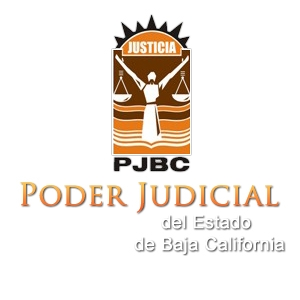 JUSTICIA
PJBC
PODER JUDICIAL
del Estado
de Baja California